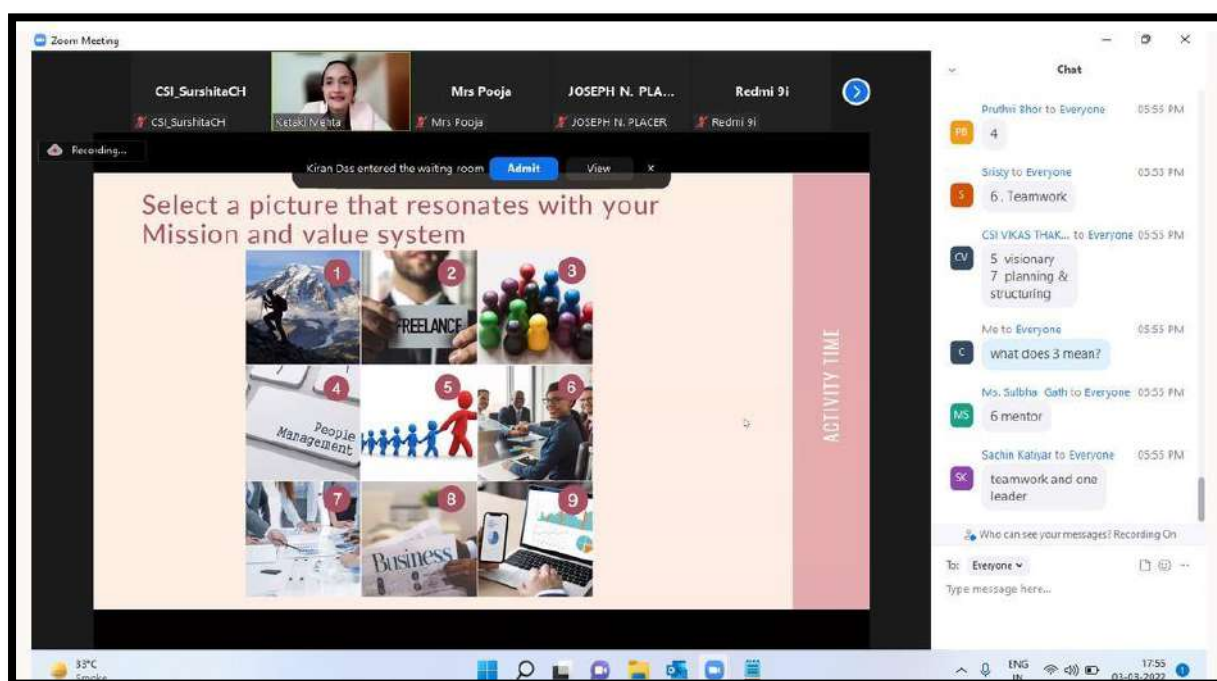 Zoom Meeting
CSI_SurshitaCH
Mrs Pooja
JOSEPH N. PLA...
Redmi 9i
CSI_SurshitaCH
Ketaki Mehta
Mrs Pooja
JOSEPH N. PLACER
Redmi 9i
Recording...
Kiran Das entered the waiting room
Admit
View
x
Select a picture that resonates with your
Mission and value system
1
2
FREELANCE
3
4
People
Management
5
6
7
8
Business
9
ACTIVITY TIME
Chat
Pruthvi Bhor to Everyone
05:55 PM
PB
4
Sristy to Everyone
05:55 PM
S
6 . Teamwork
CSI VIKAS THAK... to Everyone
05:55 PM
CV
5 visionary
7 planning &
structuring
Me to Everyone
05:55 PM
C
what does 3 mean?
Ms. Sulbha Gath to Everyone
05:55 PM
MS
6 mentor
Sachin Katiyar to Everyone
05:55 PM
SK
teamwork and one
leader
Who can see your messages? Recording On
To: Everyone
Type message here...
33°C
Smoke
ENG
IN
17:55
03-03-2022
1